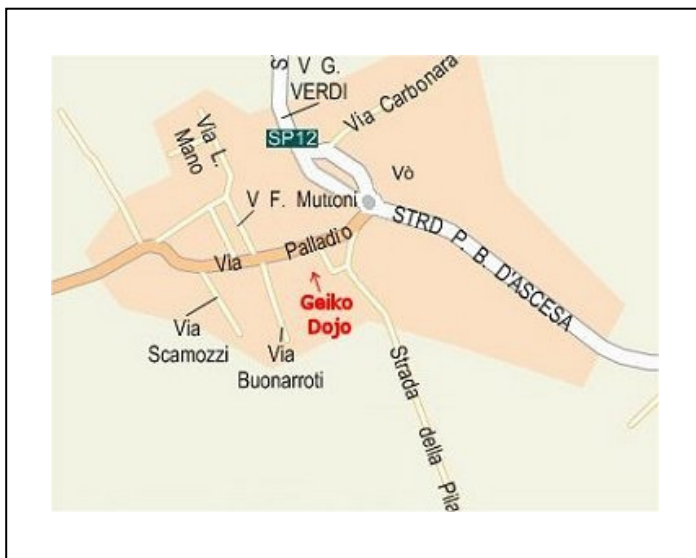 S
V G.
VERDI
Via Carbonara
SP12
Via L.
Mano
Vò
V F. Muttoni
STRD P. B. D'ASCESA
Via Palladio
Geiko
Dojo
Via
Scamozzi
Via
Buonarroti
Strada della Pila